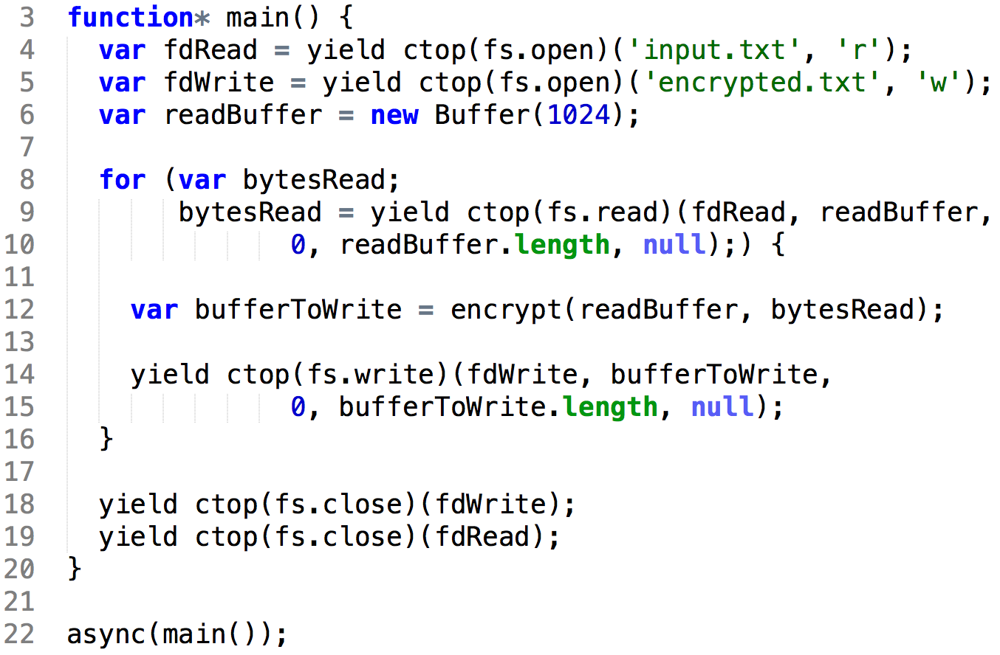 3 function* main() {
4 var fdRead = yield ctop(fs.open)('input.txt', 'r');
5 var fdWrite = yield ctop(fs.open)('encrypted.txt', 'w');
6 var readBuffer = new Buffer(1024);
7
8 for (var bytesRead;
9 bytesRead = yield ctop(fs.read)(fdRead, readBuffer,
10 0, readBuffer.length, null);) {
11
12 var bufferToWrite = encrypt(readBuffer, bytesRead);
13
14 yield ctop(fs.write)(fdWrite, bufferToWrite,
15 0, bufferToWrite.length, null);
16 }
17
18 yield ctop(fs.close)(fdWrite);
19 yield ctop(fs.close)(fdRead);
20 }
21
22 async(main());